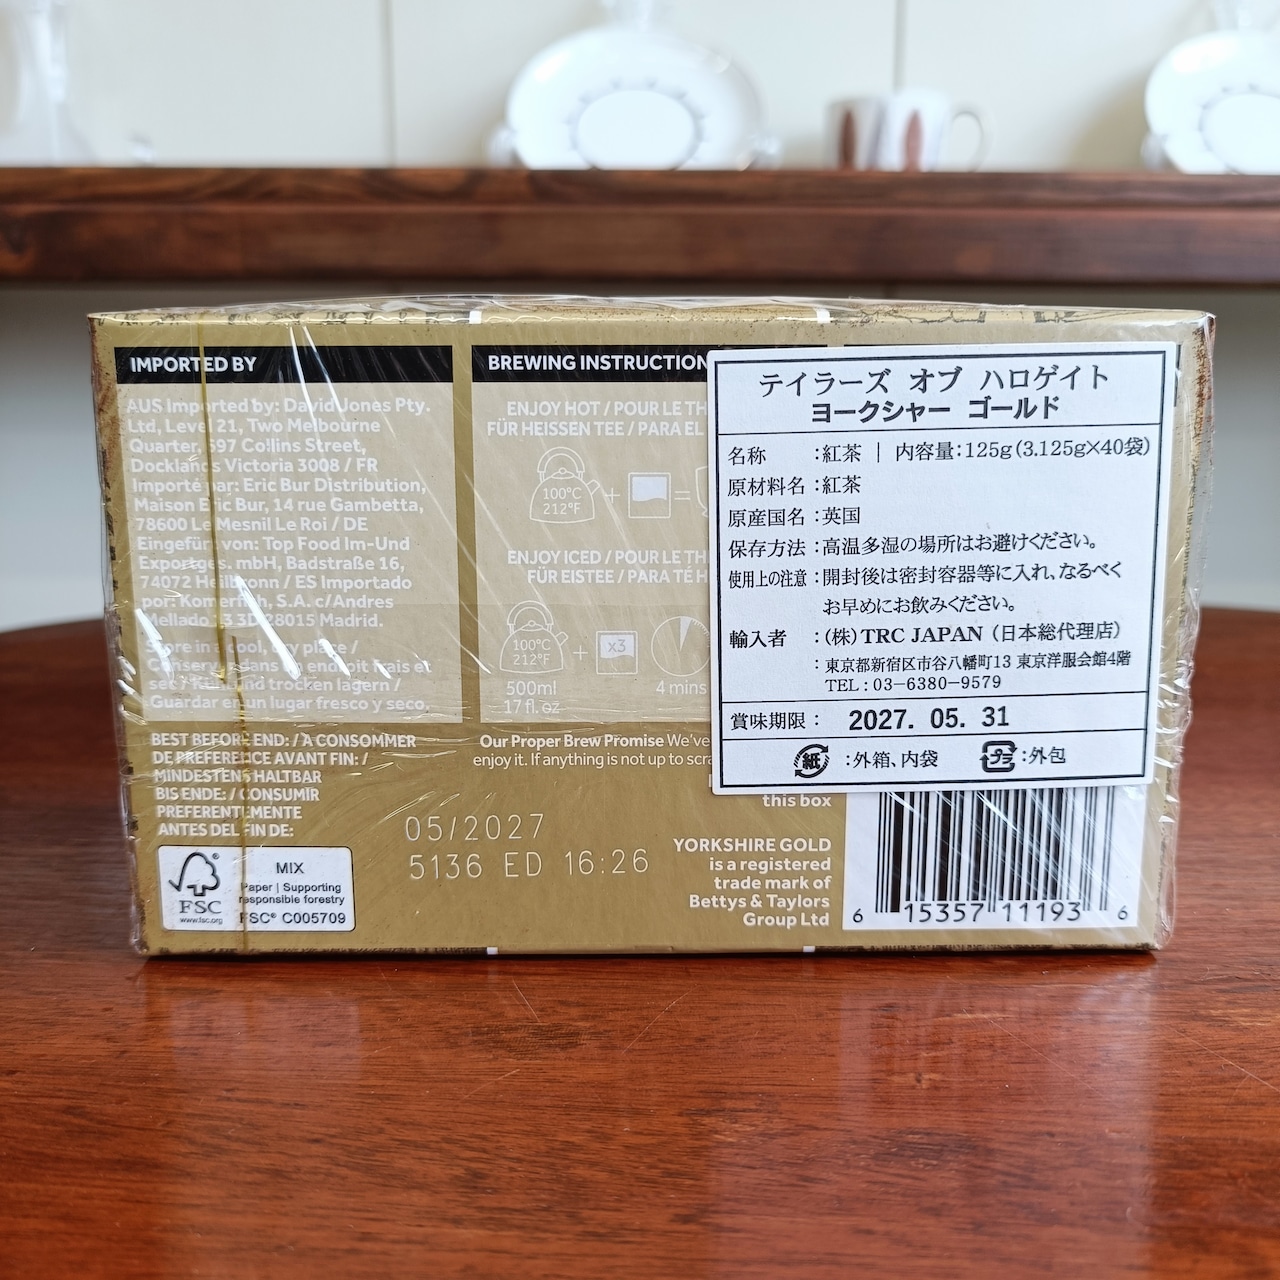 IMPORTED BY
AUS Imported by: David Jones Pty.
Ltd, Level 21, Two Melbourne
Quarter, 697 Collins Street,
Docklands Victoria 3008 / FR
Importé par: Eric Bur Distribution,
Maison Eric Bur, 14 rue Gambetta,
78600 Le Mesnil Le Roi / DE
Eingeführt von: Top Food Im-Und
Exportges. mbH, Badstraße 16,
74072 Heilbronn / ES Importado
por: Komerfish, S.A. c/Andres
Mellado 13 3D 28015 Madrid.
Store in a cool, dry place /
Conserver dans un endroit frais et
sec / Kühl und trocken lagern /
Guardar en un lugar fresco y seco.
BEST BEFORE END: / A CONSOMMER
DE PREFERENCE AVANT FIN: /
MINDESTENS HALTBAR
BIS ENDE: / CONSUMIR
PREFERENTEMENTE
ANTES DEL FIN DE:
05/2027
5136 ED 16:26
FSC®
www.fsc.org
MIX
Paper | Supporting
responsible forestry
FSC® C005709
BREWING INSTRUCTION
ENJOY HOT / POUR LE TH
FÜR HEISSEN TEE / PARA EL
100°C
212°F
+ =
ENJOY ICED / POUR LE TH
FÜR EISTEE / PARA TÉ H
100°C
212°F
+ x3
500ml
17 fl. oz
4 mins
Our Proper Brew Promise We've
enjoy it. If anything is not up to scra
this box
YORKSHIRE GOLD
is a registered
trade mark of
Bettys & Taylors
Group Ltd
テイラーズ オブ ハロゲイト
ヨークシャー ゴールド
名称 :紅茶 | 内容量:125g(3.125g×40袋)
原材料名:紅茶
原産国名:英国
保存方法:高温多湿の場所はお避けください。
使用上の注意:開封後は密封容器等に入れ、なるべく
お早めにお飲みください。
輸入者 :(株)TRC JAPAN (日本総代理店)
:東京都新宿区市谷八幡町13 東京洋服会館4階
TEL:03-6380-9579
賞味期限: 2027. 05. 31
紙 :外箱、内袋 プラ :外包
6 15357 11193 6